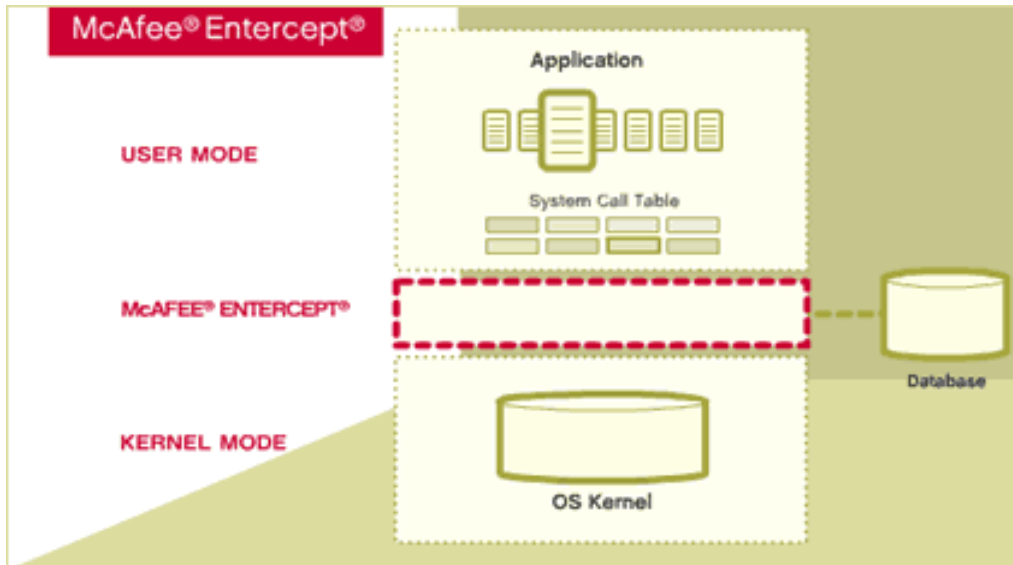 McAfee® Entercept®
Application
USER MODE
System Call Table
McAFEE® ENTERCEPT®
Database
KERNEL MODE
OS Kernel